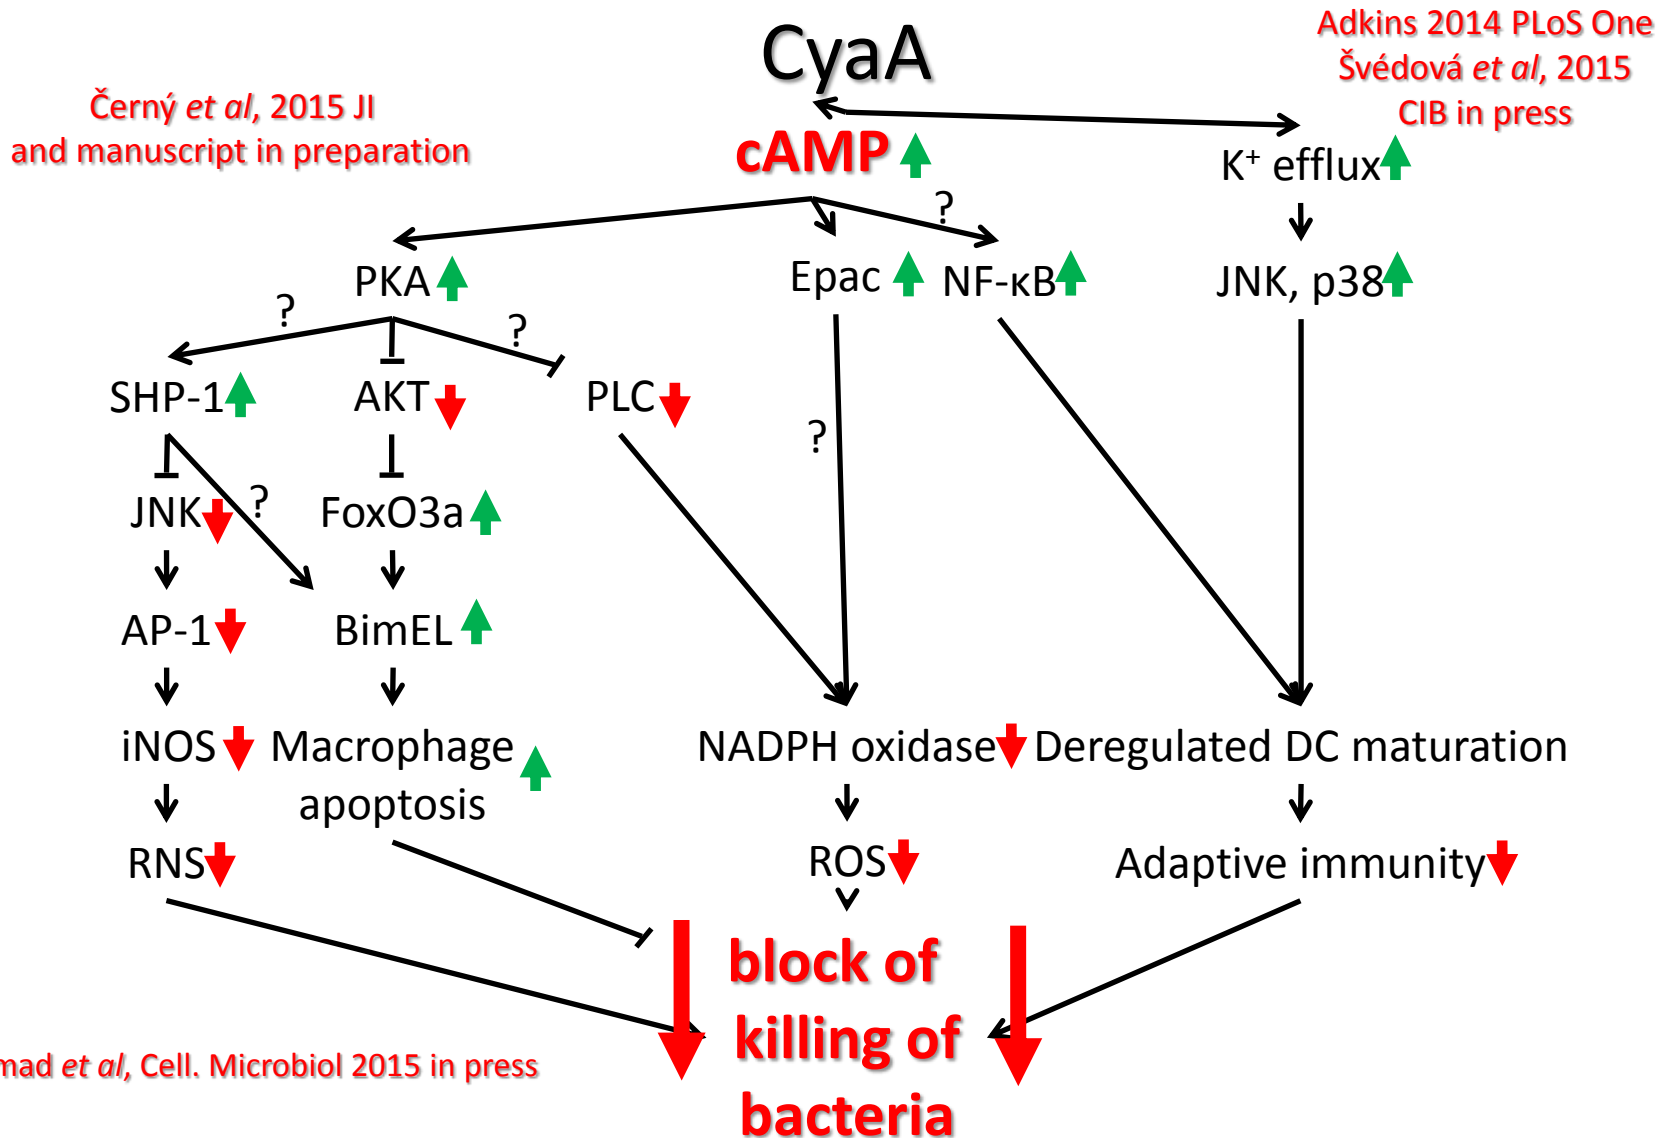 CyaA
Adkins 2014 PLoS One
Švédová et al, 2015
CIB in press
Černý et al, 2015 JI
and manuscript in preparation
cAMP
K⁺ efflux
?
PKA
Epac
NF-κB
JNK, p38
?
?
SHP-1
AKT
PLC
?
JNK
?
FoxO3a
AP-1
BimEL
iNOS
Macrophage
apoptosis
NADPH oxidase
Deregulated DC maturation
RNS
ROS
Adaptive immunity
block of
killing of
bacteria
et al, Cell. Microbiol 2015 in press